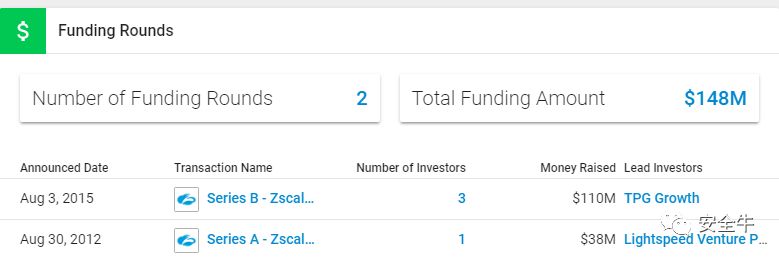 $ Funding Rounds
Number of Funding Rounds 2 Total Funding Amount $148M
Announced Date Transaction Name Number of Investors Money Raised Lead Investors
Aug 3, 2015 Series B - Zscal... 3 $110M TPG Growth
Aug 30, 2012 Series A - Zscal... 1 $38M Lightspeed Venture P...
安全牛